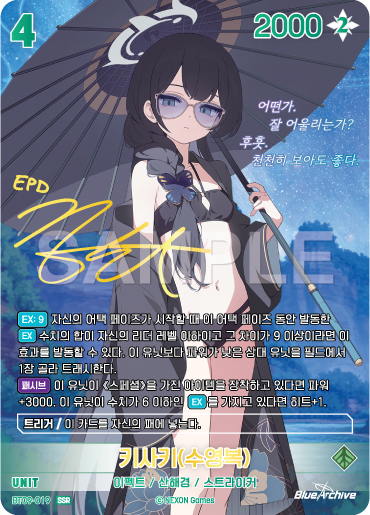 4
2000 2
어떤가.
잘 어울리는가?
후훗.
천천히 보아도 좋다.
EPD
SAMPLE
EX: 9 자신의 어택 페이즈가 시작할 때 이 어택 페이즈 동안 발동한
EX 수치의 합이 자신의 리더 레벨 이하이고 그 차이가 9 이상이라면 이
효과를 발동할 수 있다. 이 유닛보다 파워가 낮은 상대 유닛을 필드에서
1장 골라 트래시한다.
패시브 이 유닛이 《스페셜》을 가진 아이템을 장착하고 있다면 파워
+3000. 이 유닛이 수치가 6 이하인 EX 를 가지고 있다면 히트+1.
트리거 / 이 카드를 자신의 패에 넣는다.
키사키(수영복)
UNIT
이펙트 / 산해경 / 스트라이커
BT09-019 SSR
©NEXON Games
BlueArchive